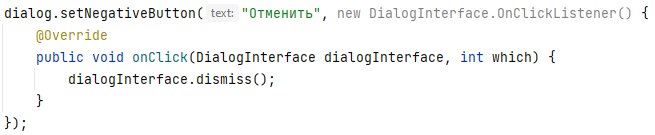 dialog.setNegativeButton( text: "Отменить", new DialogInterface.OnClickListener() {
    @Override
    public void onClick(DialogInterface dialogInterface, int which) {
        dialogInterface.dismiss();
    }
});